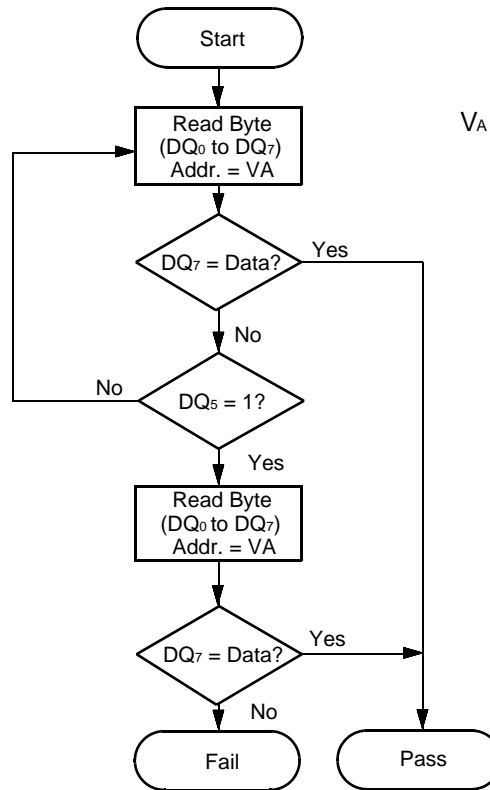 Start
Read Byte
(DQ₀ to DQ₇)
Addr. = VA
VA
DQ₇ = Data?
Yes
No
DQ₅ = 1?
No
Yes
Read Byte
(DQ₀ to DQ₇)
Addr. = VA
DQ₇ = Data?
Yes
No
Fail
Pass